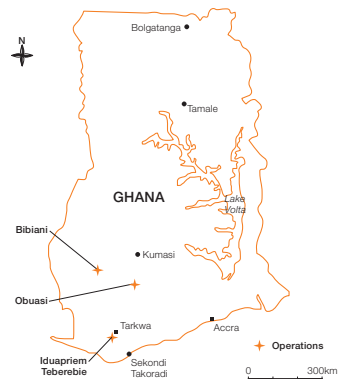 Bolgatanga
N
Tamale
GHANA
Lake
Volta
Bibiani
Kumasi
Obuasi
Tarkwa
Accra
Iduapriem
Teberebie
Sekondi
Takoradi
Operations
0
300km